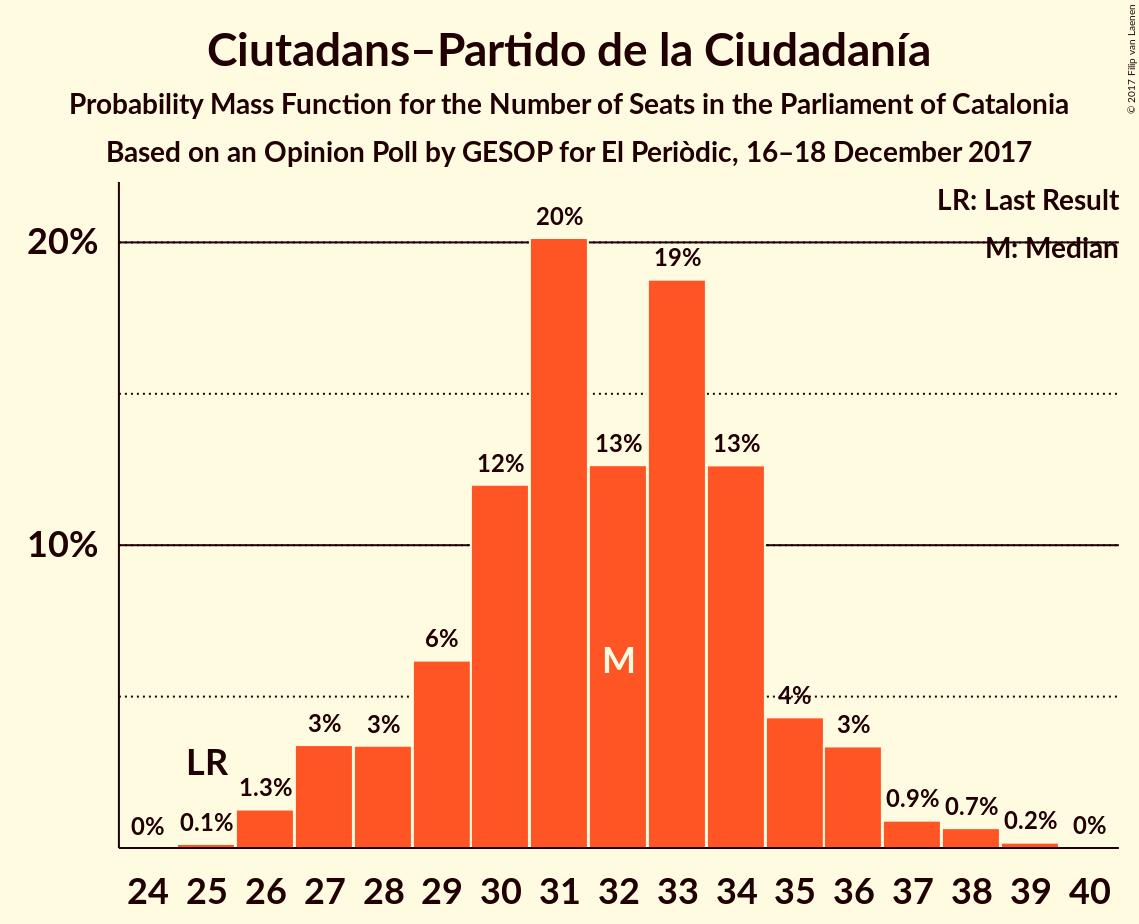 Ciutadans–Partido de la Ciudadanía
Probability Mass Function for the Number of Seats in the Parliament of Catalonia
Based on an Opinion Poll by GESOP for El Periòdic, 16–18 December 2017
© 2017 Filip van Laenen
LR: Last Result
M: Median
20%
10%
0%
0.1%
1.3%
3%
3%
6%
12%
20%
13%
19%
13%
4%
3%
0.9%
0.7%
0.2%
0%
LR
M
24 25 26 27 28 29 30 31 32 33 34 35 36 37 38 39 40